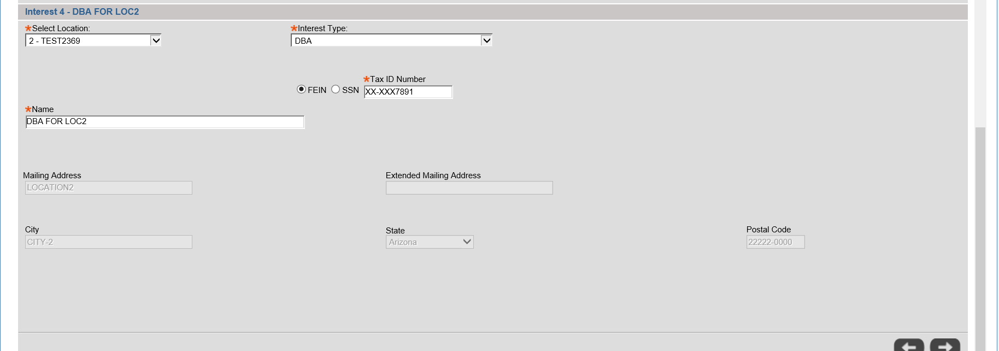 Interest 4 - DBA FOR LOC2
*Select Location: *Interest Type:
2 - TEST2369 DBA
*Tax ID Number
FEIN SSN XX-XXX7891
*Name
DBA FOR LOC2
Mailing Address Extended Mailing Address
LOCATION2
City State Postal Code
CITY-2 Arizona 22222-0000